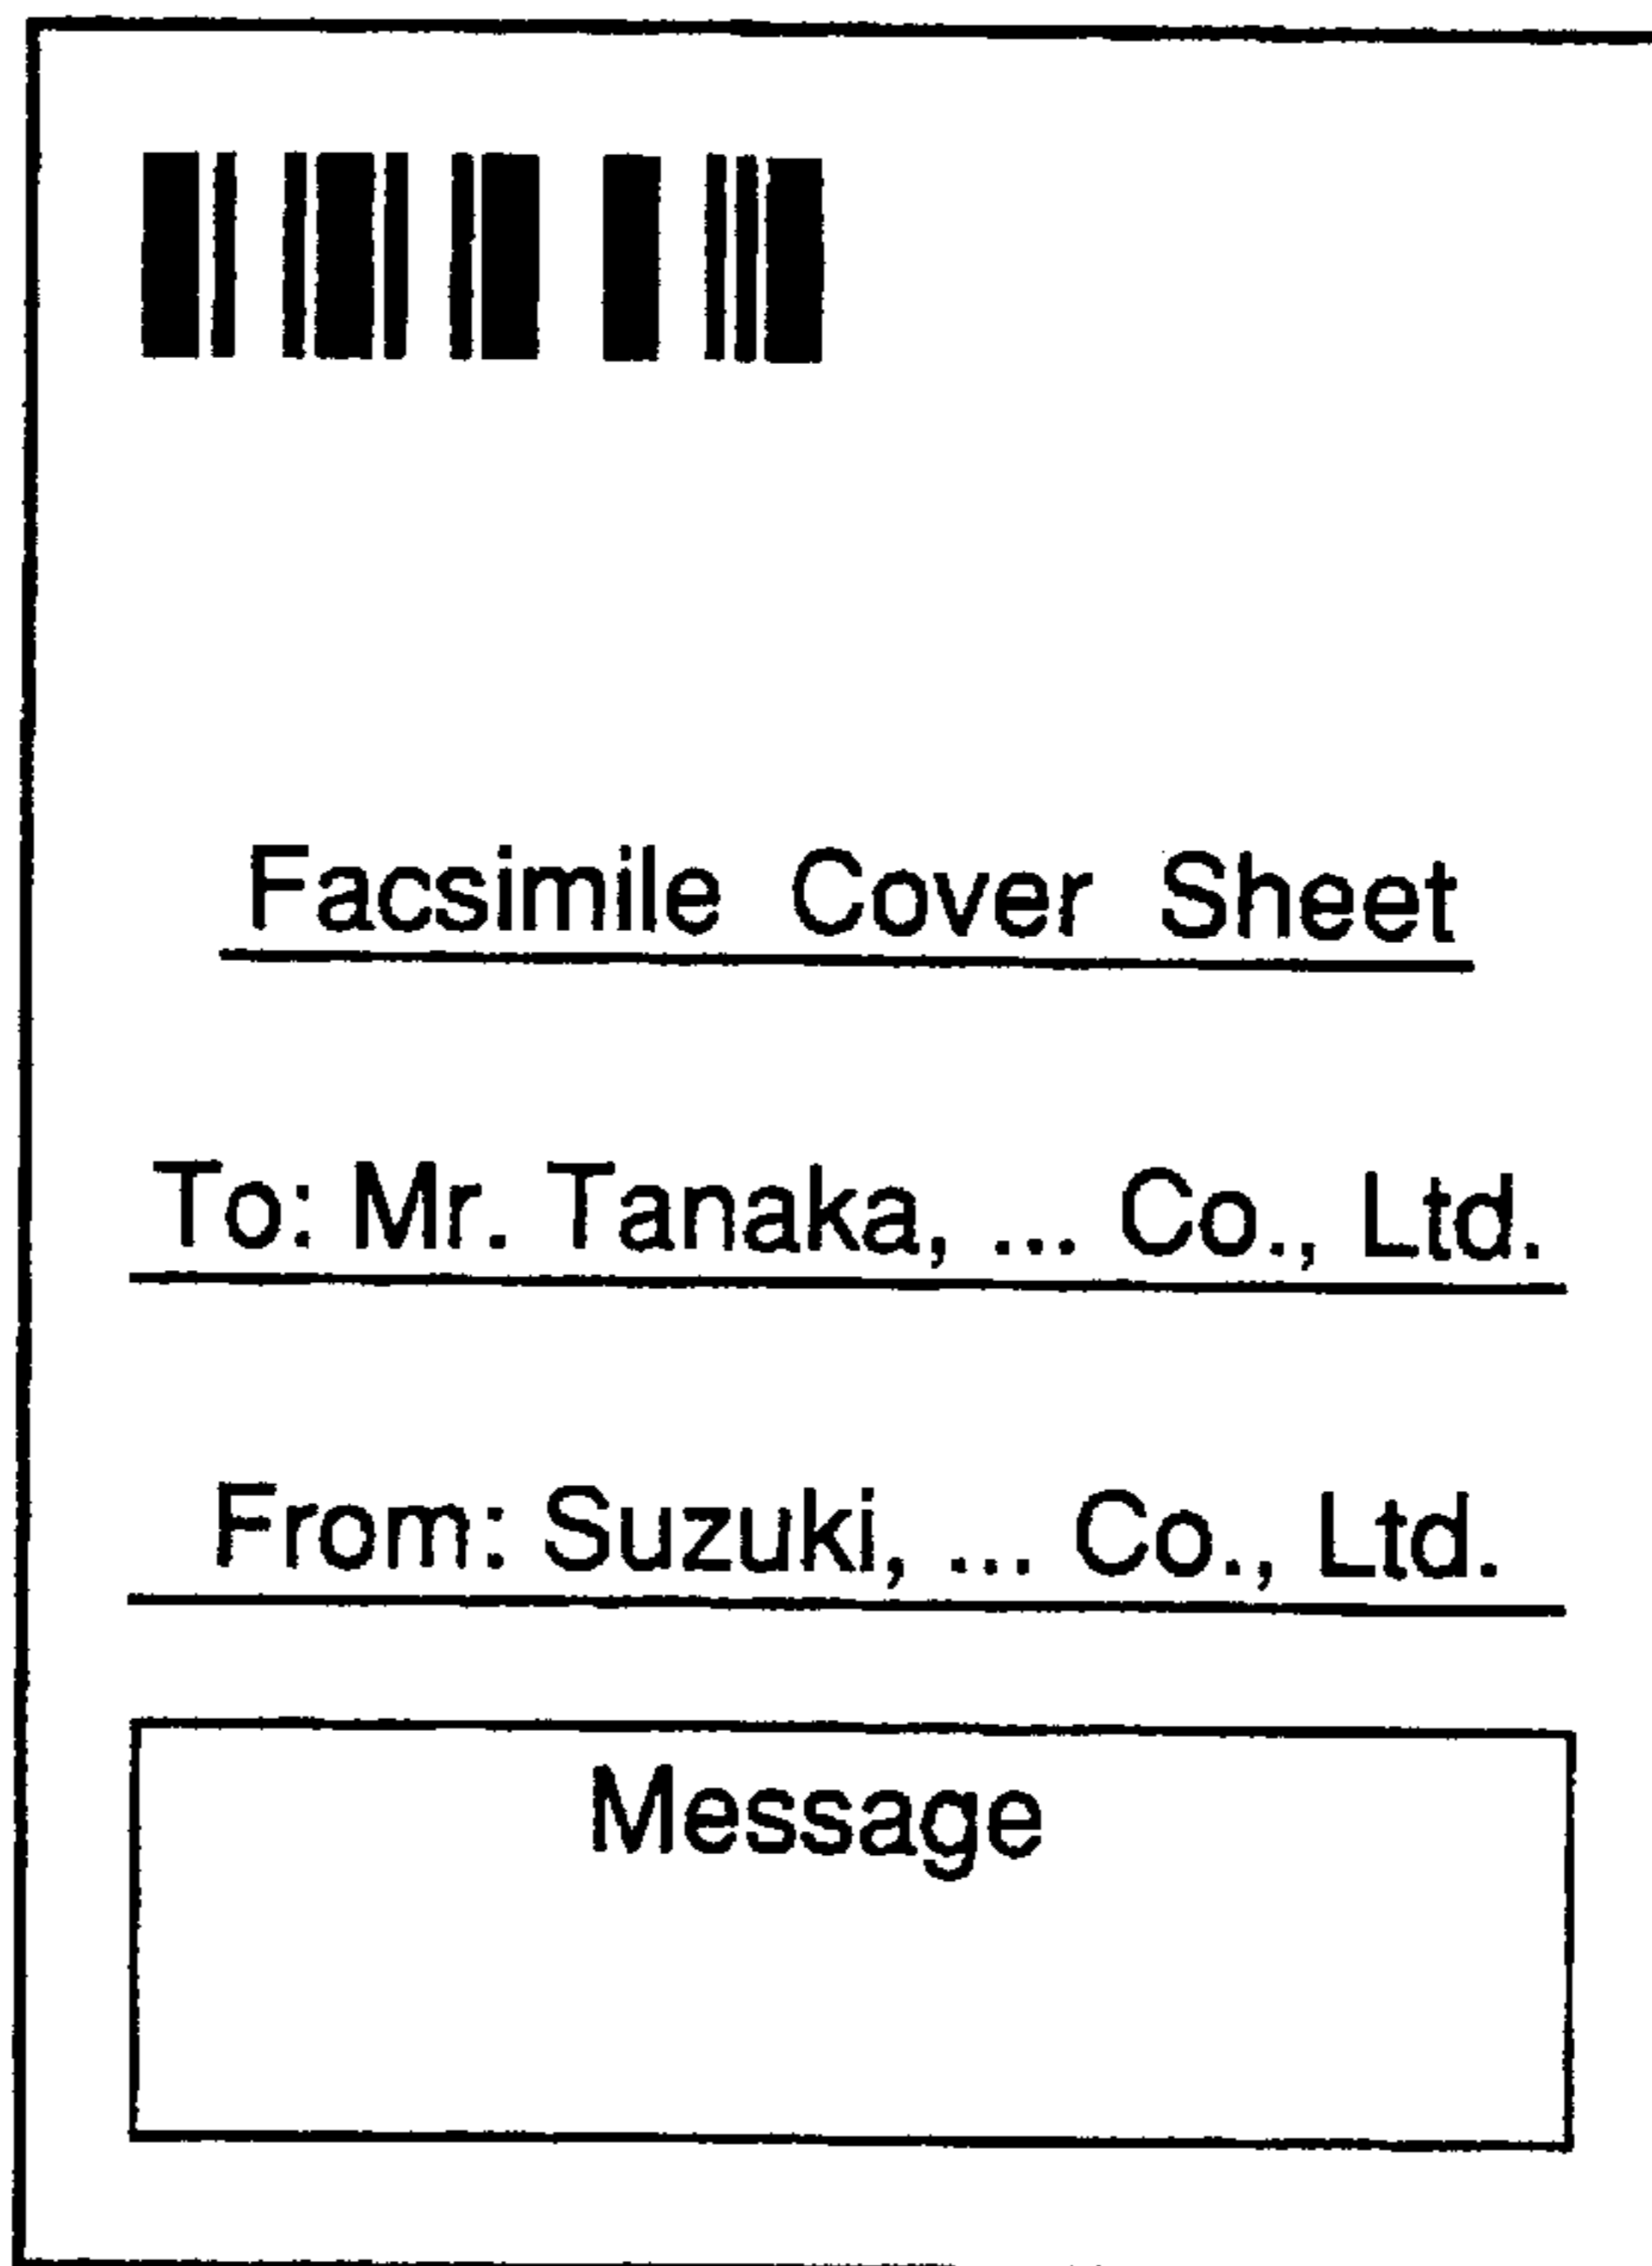 Facsimile Cover Sheet
To: Mr. Tanaka, ... Co., Ltd.
From: Suzuki, ... Co., Ltd.
Message